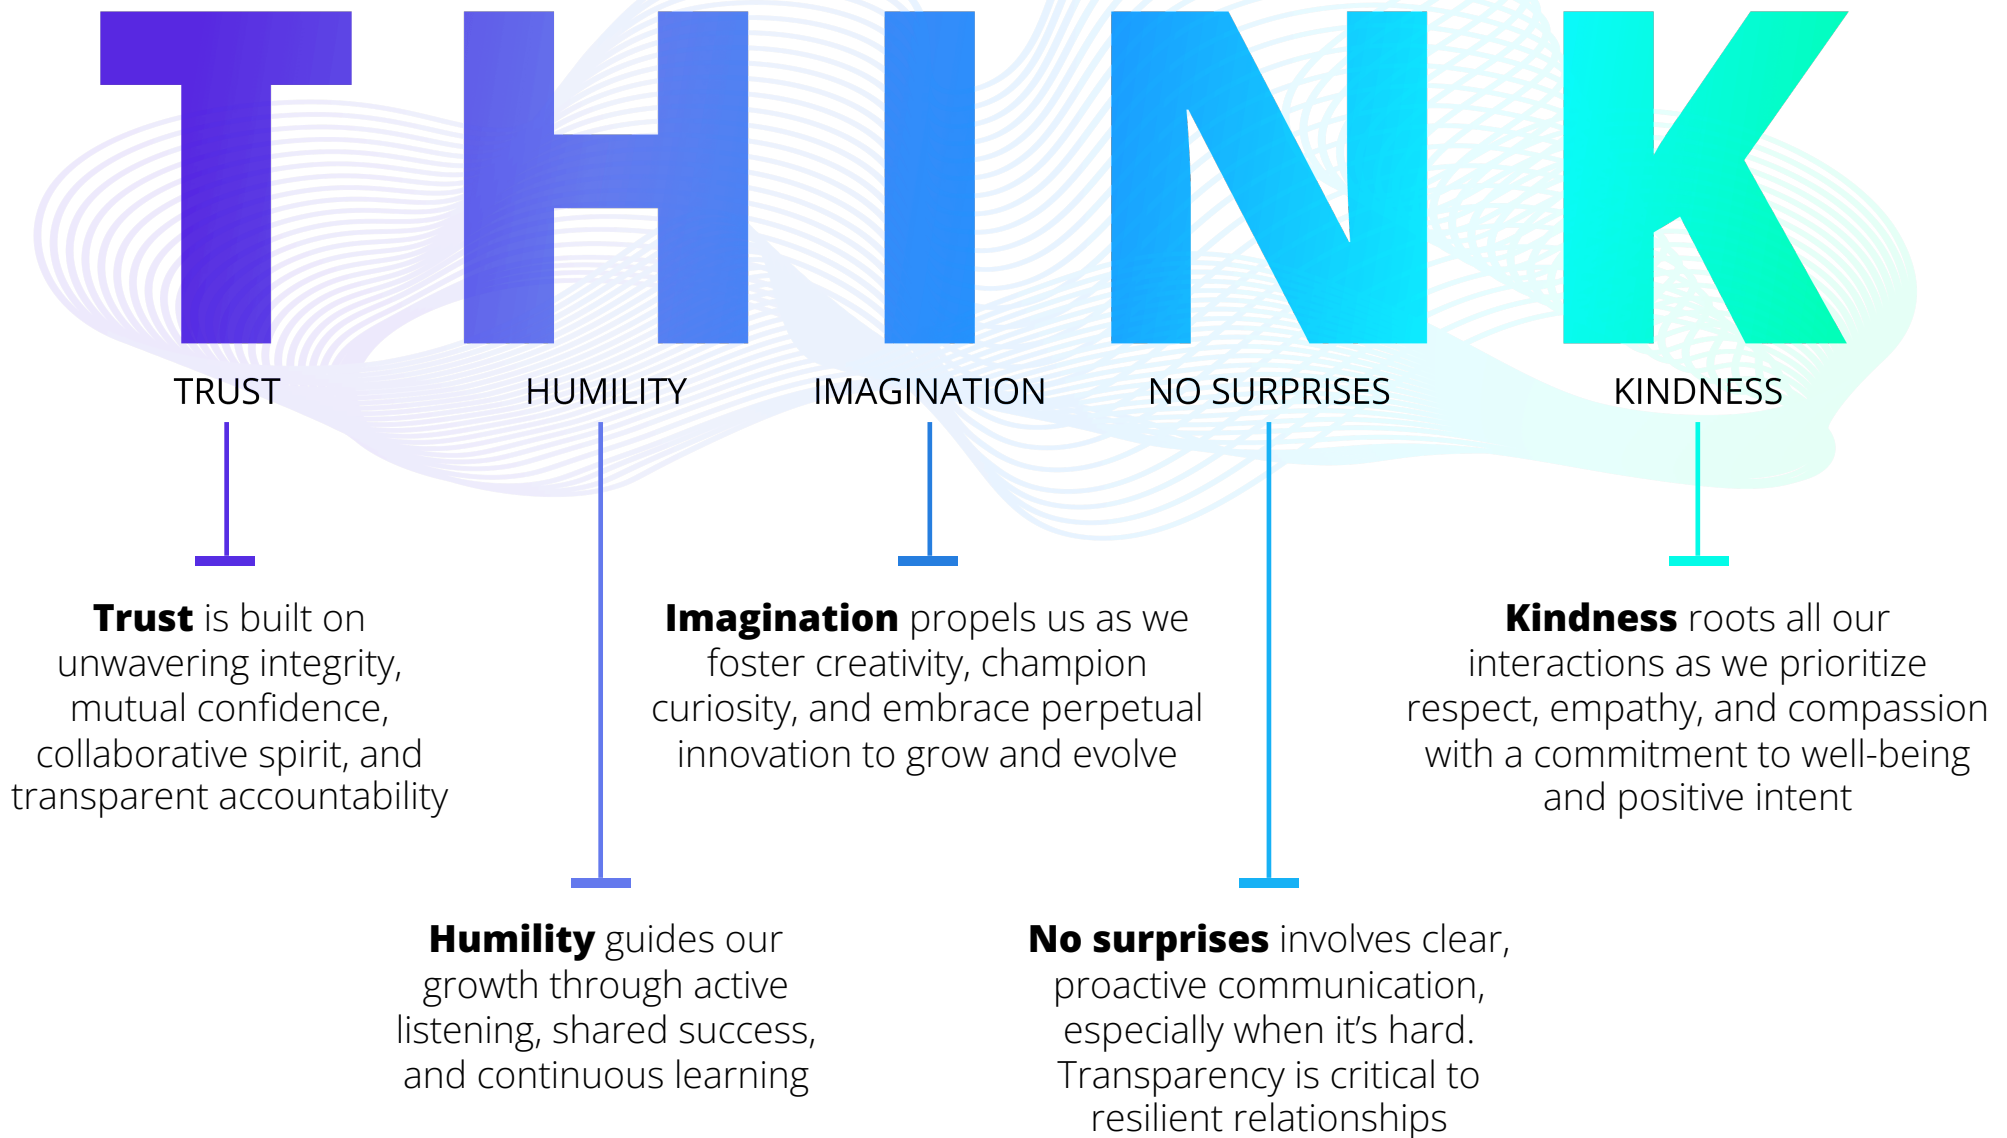 THINK
TRUST
HUMILITY
IMAGINATION
NO SURPRISES
KINDNESS
Trust is built on
unwavering integrity,
mutual confidence,
collaborative spirit, and
transparent accountability
Humility guides our
growth through active
listening, shared success,
and continuous learning
Imagination propels us as we
foster creativity, champion
curiosity, and embrace perpetual
innovation to grow and evolve
No surprises involves clear,
proactive communication,
especially when it’s hard.
Transparency is critical to
resilient relationships
Kindness roots all our
interactions as we prioritize
respect, empathy, and compassion
with a commitment to well-being
and positive intent